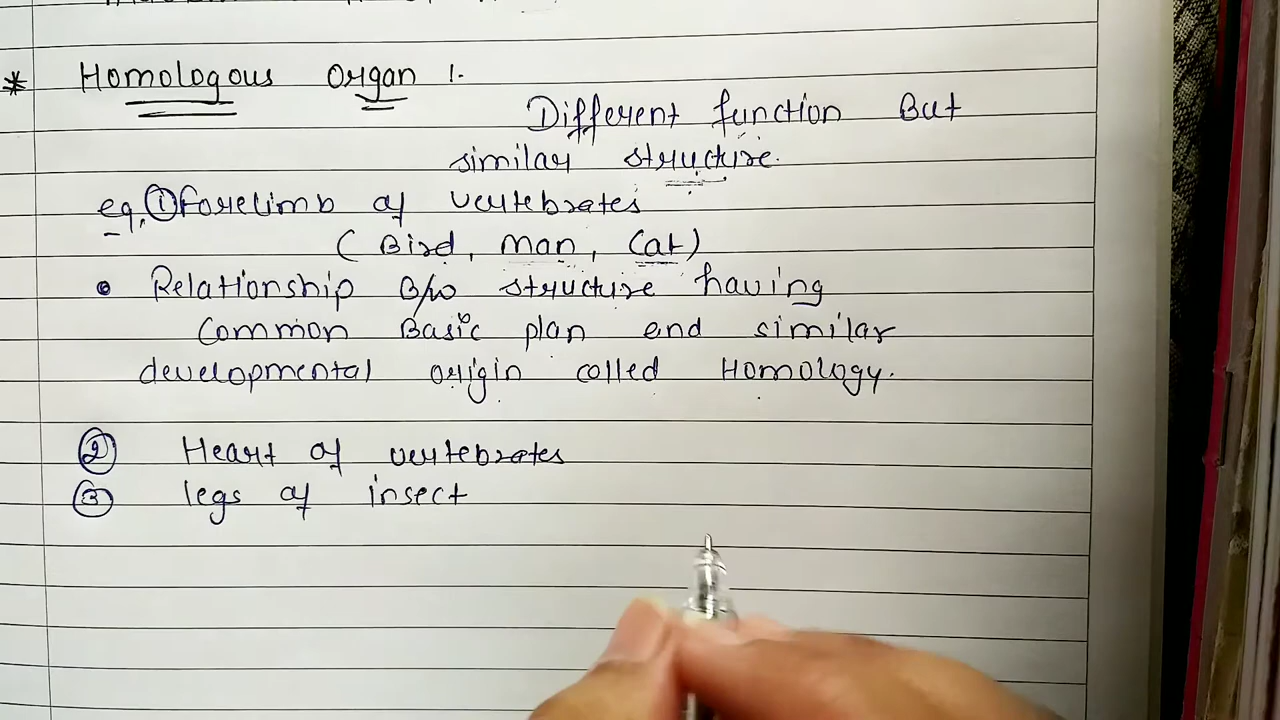 * Homologous Organ :-
Different function But
similar structure.
eg, ① Forelimb of vertebrates
( Bird, man, Cat )
• Relationship B/w structure having
Common Basic plan end similar
developmental origin called Homology.
② Heart of vertebrates
③ legs of insect